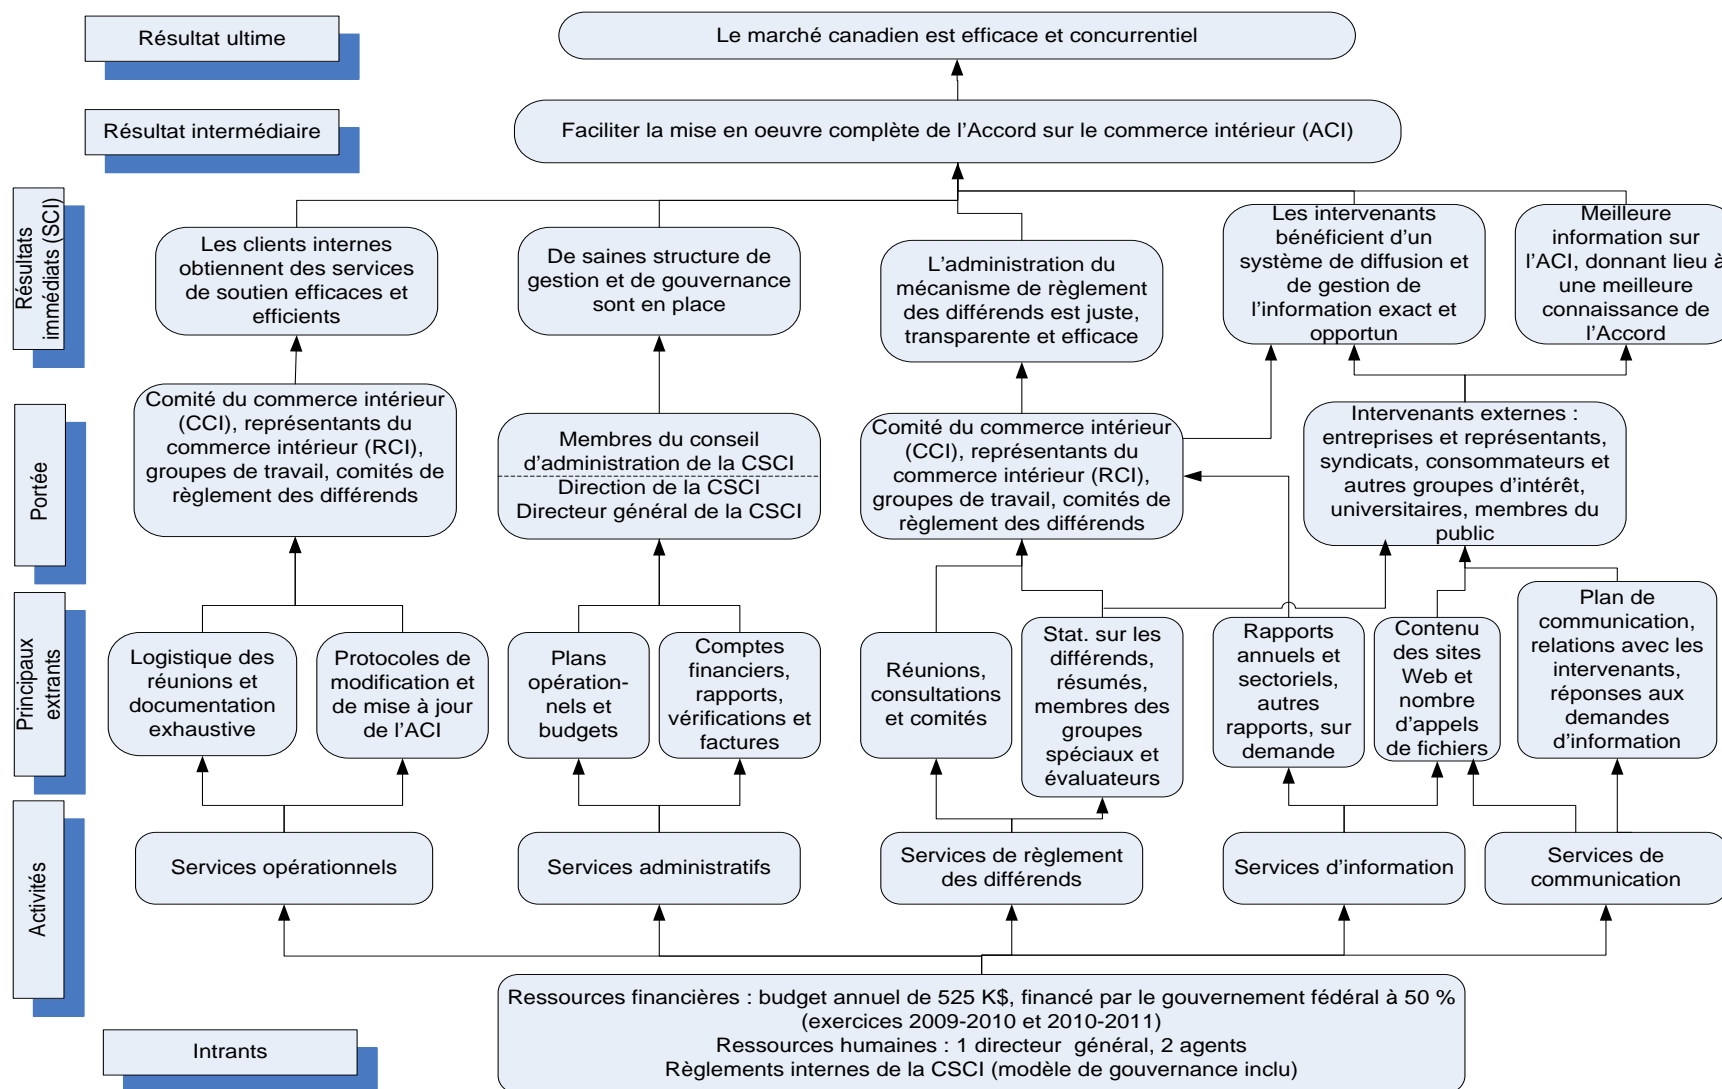 Résultat ultime
Le marché canadien est efficace et concurrentiel
Résultat intermédiaire
Faciliter la mise en oeuvre complète de l'Accord sur le commerce intérieur (ACI)
Résultats
immédiats (SCI)
Les clients internes
obtiennent des services
de soutien efficaces et
efficients
De saines structure de
gestion et de gouvernance
sont en place
L'administration du
mécanisme de règlement
des différends est juste,
transparente et efficace
Les intervenants
bénéficient d'un
système de diffusion et
de gestion de
l'information exact et
opportun
Meilleure
information sur
l'ACI, donnant lieu à
une meilleure
connaissance de
l'Accord
Portée
Comité du commerce intérieur
(CCI), représentants du
commerce intérieur (RCI),
groupes de travail, comités de
règlement des différends
Membres du conseil
d'administration de la CSCI
Direction de la CSCI
Directeur général de la CSCI
Comité du commerce intérieur
(CCI), représentants du
commerce intérieur (RCI),
groupes de travail, comités de
règlement des différends
Intervenants externes :
entreprises et représentants,
syndicats, consommateurs et
autres groupes d'intérêt,
universitaires, membres du
public
Principaux
extrants
Logistique des
réunions et
documentation
exhaustive
Protocoles de
modification et
de mise à jour
de l'ACI
Plans
opération-
nels et
budgets
Comptes
financiers,
rapports,
vérifications et
factures
Réunions,
consultations
et comités
Stat. sur les
différends,
résumés,
membres des
groupes
spéciaux et
évaluateurs
Rapports
annuels et
sectoriels,
autres
rapports, sur
demande
Contenu
des sites
Web et
nombre
d'appels
de fichiers
Plan de
communication,
relations avec les
intervenants,
réponses aux
demandes
d'information
Activités
Services opérationnels
Services administratifs
Services de règlement
des différends
Services d'information
Services de
communication
Intrants
Ressources financières : budget annuel de 525 K$, financé par le gouvernement fédéral à 50 %
(exercices 2009-2010 et 2010-2011)
Ressources humaines : 1 directeur général, 2 agents
Règlements internes de la CSCI (modèle de gouvernance inclu)